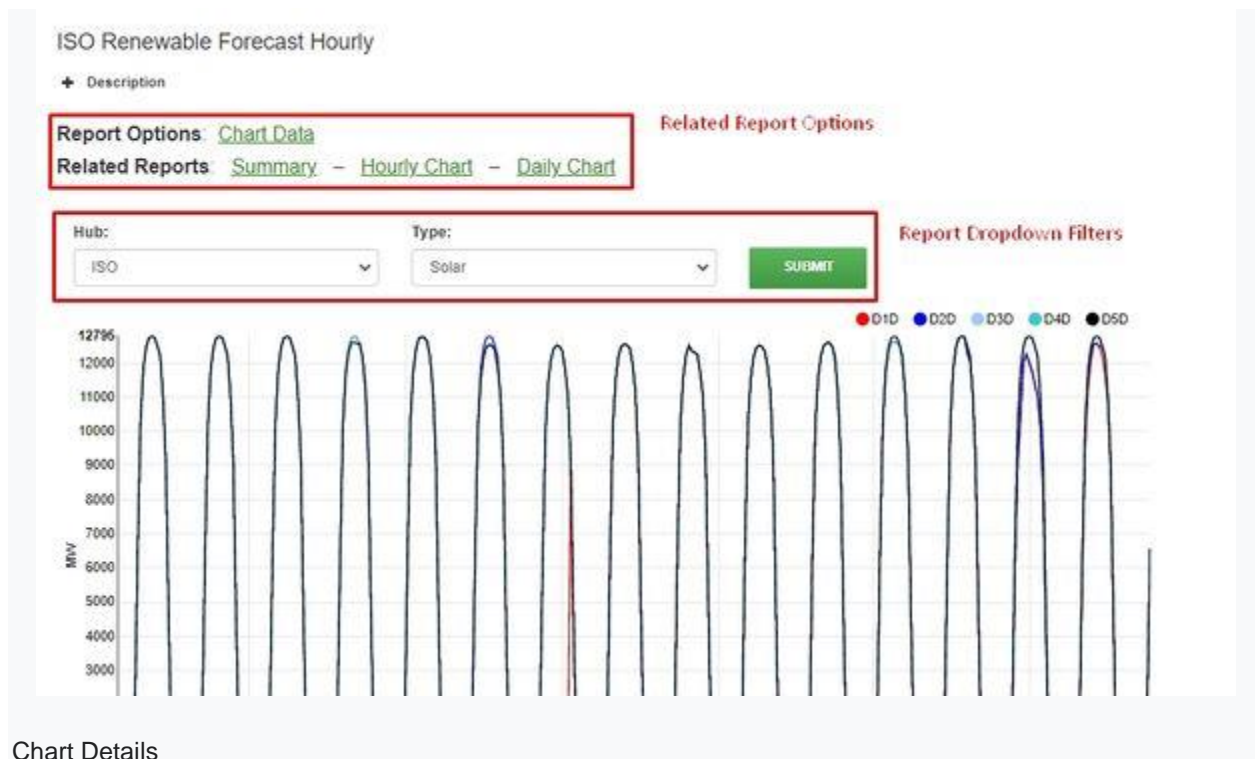 ISO Renewable Forecast Hourly
+ Description
Report Options: Chart Data
Related Reports: Summary – Hourly Chart – Daily Chart
Related Report Options
Hub:
Type:
ISO
Solar
SUBMIT
Report Dropdown Filters
D1D D2D D3D D4D D5D
12796
12000
11000
10000
9000
8000
7000
6000
5000
4000
3000
MW
Chart Details